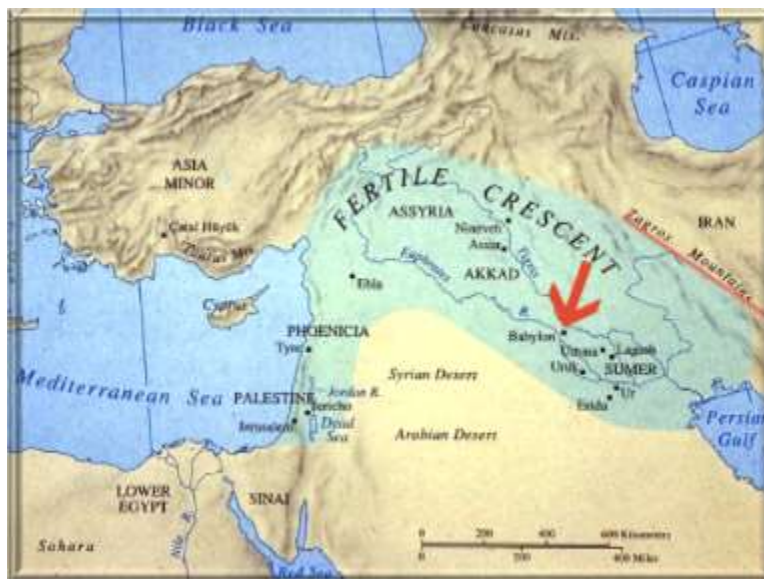 Black Sea
Caucasus Mts.
Caspian
Sea
ASIA
MINOR
FERTILE CRESCENT
ASSYRIA
IRAN
Zagros Mountains
Catal Hüyük
Taurus Mts.
Nineveh
Assur
Tigris
AKKAD
Euphrates
R.
Ebla
Cyprus
PHOENICIA
Tyre
Babylon
Umma
Lagash
Uruk
SUMER
Ur
Eridu
Syrian Desert
Mediterranean Sea
PALESTINE
Jordan R.
Jericho
Jerusalem
Dead
Sea
Arabian Desert
Persian
Gulf
LOWER
EGYPT
SINAI
Nile R.
Sahara
Red Sea
0 200 400 600 Kilometers
0 200 400 Miles